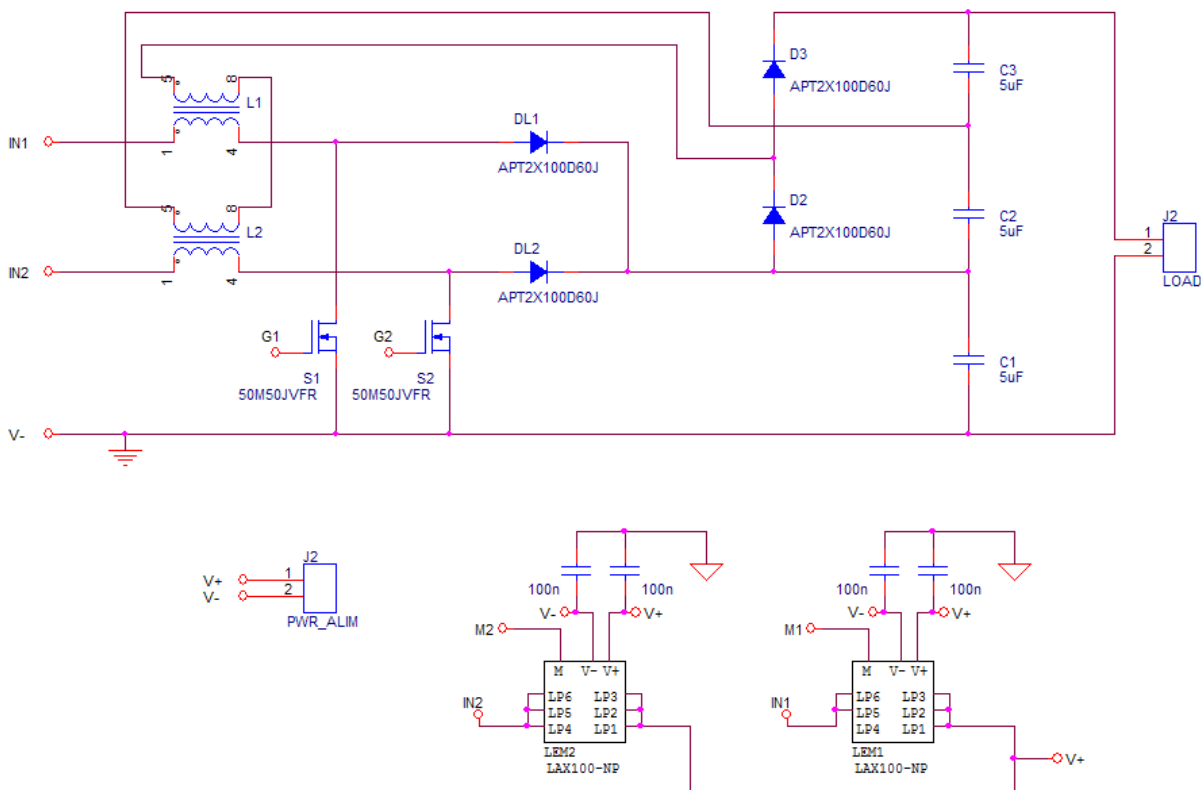 D3
APT2X100D60J
C3
5uF
5
8
L1
IN1
1
4
DL1
APT2X100D60J
5
8
L2
D2
APT2X100D60J
C2
5uF
J2
1
2
LOAD
IN2
1
4
DL2
APT2X100D60J
G1
G2
S1
50M50JVFR
S2
50M50JVFR
C1
5uF
V-
J2
V+
1
V-
2
PWR_ALIM
100n
100n
V-
V+
M2
M V- V+
LP6 LP3
IN2
LP5 LP2
LP4 LP1
LEM2
LAX100-NP
100n
100n
V-
V+
M1
M V- V+
LP6 LP3
IN1
LP5 LP2
LP4 LP1
LEM1
LAX100-NP
V+